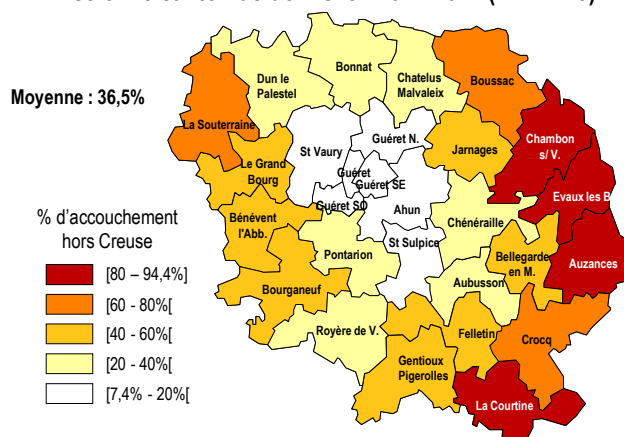 Moyenne : 36,5%
Dun le
Palestel
Bonnat
Chatelus
Malvaleix
Boussac
La Souterraine
St Vaury
Guéret N.
Jarnages
Chambon
s/ V.
Le Grand
Bourg
Guéret
Guéret SE
Evaux les B
Guéret SO
Ahun
Bénévent
l'Abb.
Chénéraille
St Sulpice
Pontarion
Bellegarde
en M.
Auzances
Bourganeuf
Aubusson
Royère de V.
Felletin
Crocq
Gentioux
Pigerolles
La Courtine
% d'accouchement
hors Creuse
[80 – 94,4%]
[60 - 80%[
[40 - 60%[
[20 - 40%[
[7,4% - 20%[